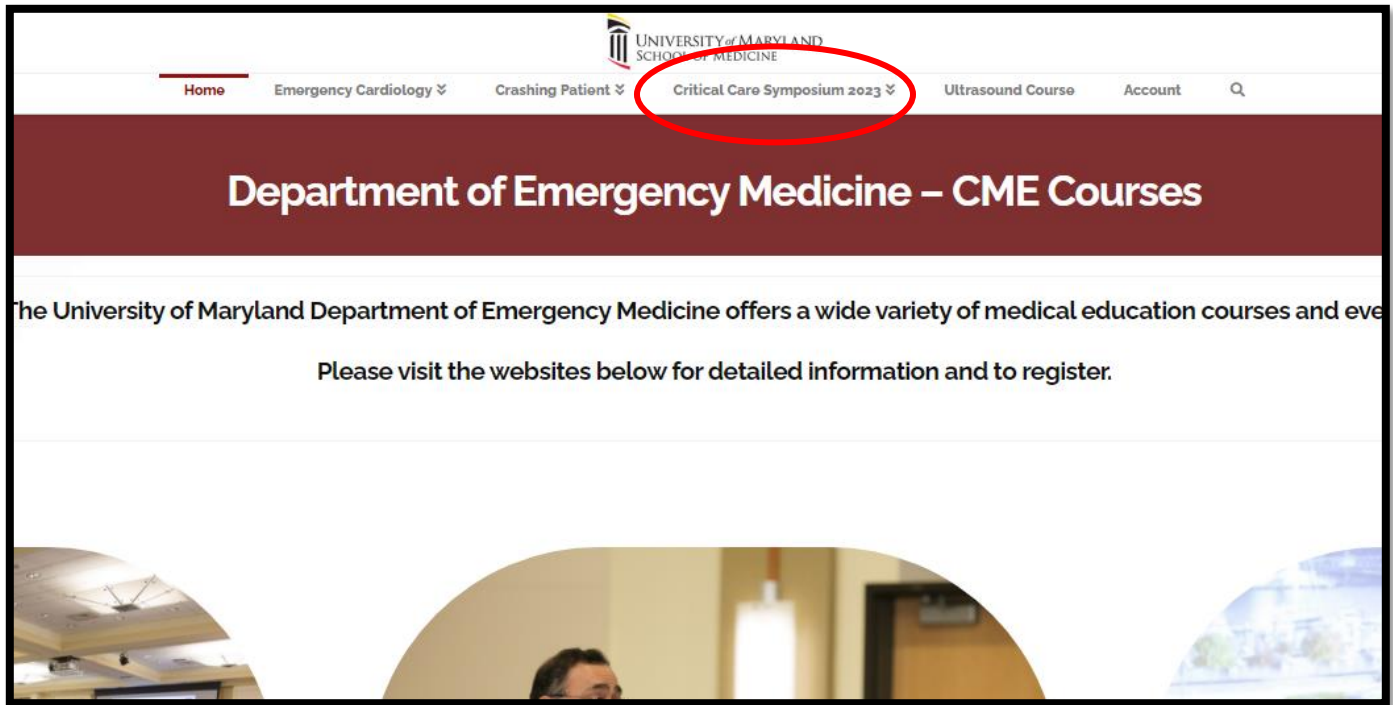 UNIVERSITY of MARYLAND
SCHOOL OF MEDICINE
Home Emergency Cardiology Crashing Patient Critical Care Symposium 2023 Ultrasound Course Account
Department of Emergency Medicine – CME Courses
The University of Maryland Department of Emergency Medicine offers a wide variety of medical education courses and eve
Please visit the websites below for detailed information and to register.